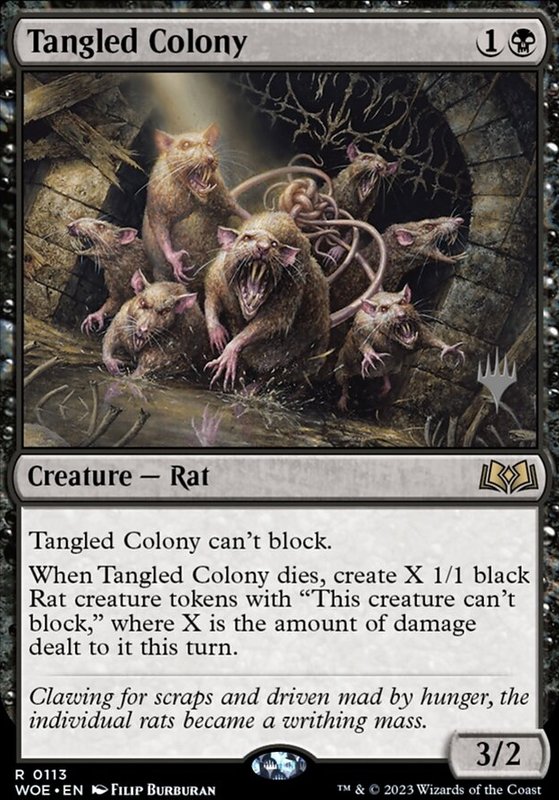 Tangled Colony 1
Creature — Rat
Tangled Colony can't block.
When Tangled Colony dies, create X 1/1 black
Rat creature tokens with “This creature can't
block,” where X is the amount of damage
dealt to it this turn.
Clawing for scraps and driven mad by hunger, the
individual rats became a writhing mass.
3/2
R 0113
WOE • EN Filip Burburan
™ & © 2023 Wizards of the Coast